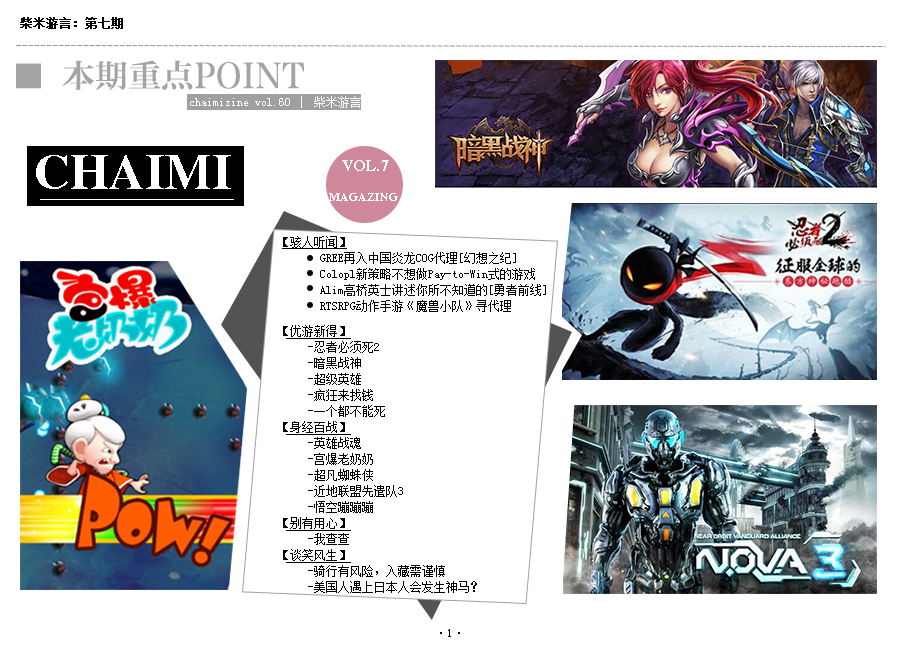 柴米游言：第七期
本期重点POINT
chaimizine vol.60 | 柴米游言
CHAIMI
VOL.7
MAGAZING
暗黑战神
忍者必须死2
征服全球的
东方神秘跑酷
宫爆老奶奶
POW!
【骇人听闻】
● GREE再入中国炎龙COG代理[幻想之纪]
● Colopl新策略不想做Pay-to-Win式的游戏
● Alim高桥英士讲述你所不知道的[勇者前线]
● RTSRPG动作手游《魔兽小队》寻代理
【优游新得】
-忍者必须死2
-暗黑战神
-超级英雄
-疯狂来找钱
-一个都不能死
【身经百战】
-英雄战魂
-宫爆老奶奶
-超凡蜘蛛侠
-近地联盟先遣队3
-悟空蹦蹦蹦
【别有用心】
-我查查
【谈笑风生】
-骑行有风险，入藏需谨慎
-美国人遇上日本人会发生神马？
NEAR ORBIT VANGUARD ALLIANCE
N.O.V.A 3
·1·